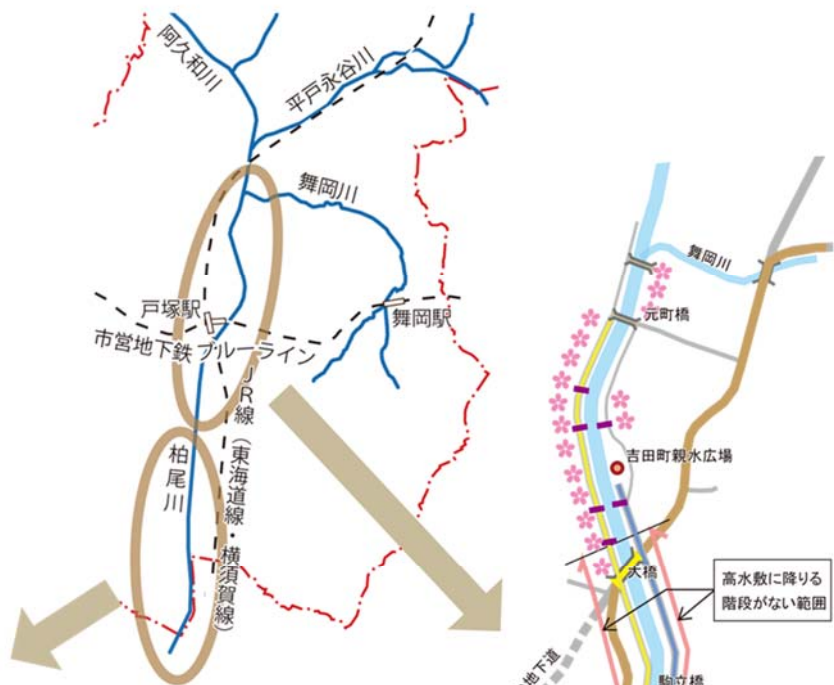 阿久和川
平戸永谷川
舞岡川
戸塚駅
舞岡駅
市営地下鉄 ブルーライン
JR線(東海道線・横須賀線)
柏尾川
舞岡川
元町橋
吉田町親水広場
大橋
高水敷に降りる
階段がない範囲
地下道
駒立橋